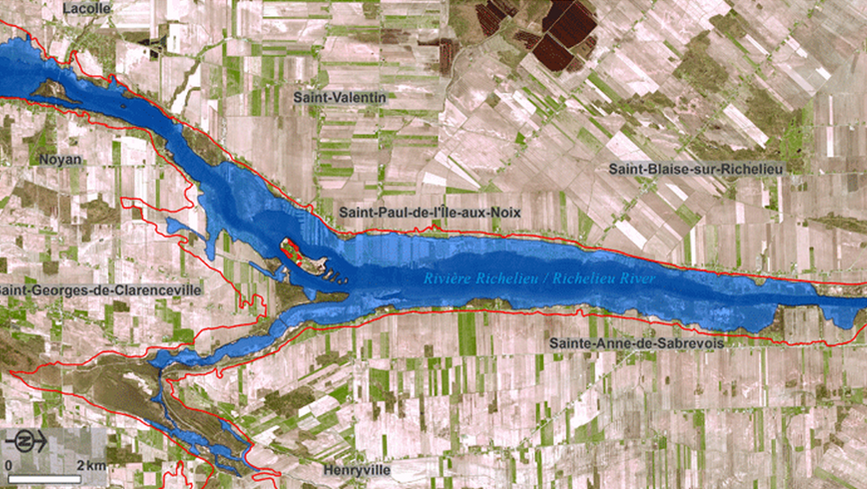 Lacolle
Saint-Valentin
Noyan
Saint-Blaise-sur-Richelieu
Saint-Paul-de-l'Île-aux-Noix
Rivière Richelieu / Richelieu River
aint-Georges-de-Clarenceville
Sainte-Anne-de-Sabrevois
N
0 2 km
Henryville